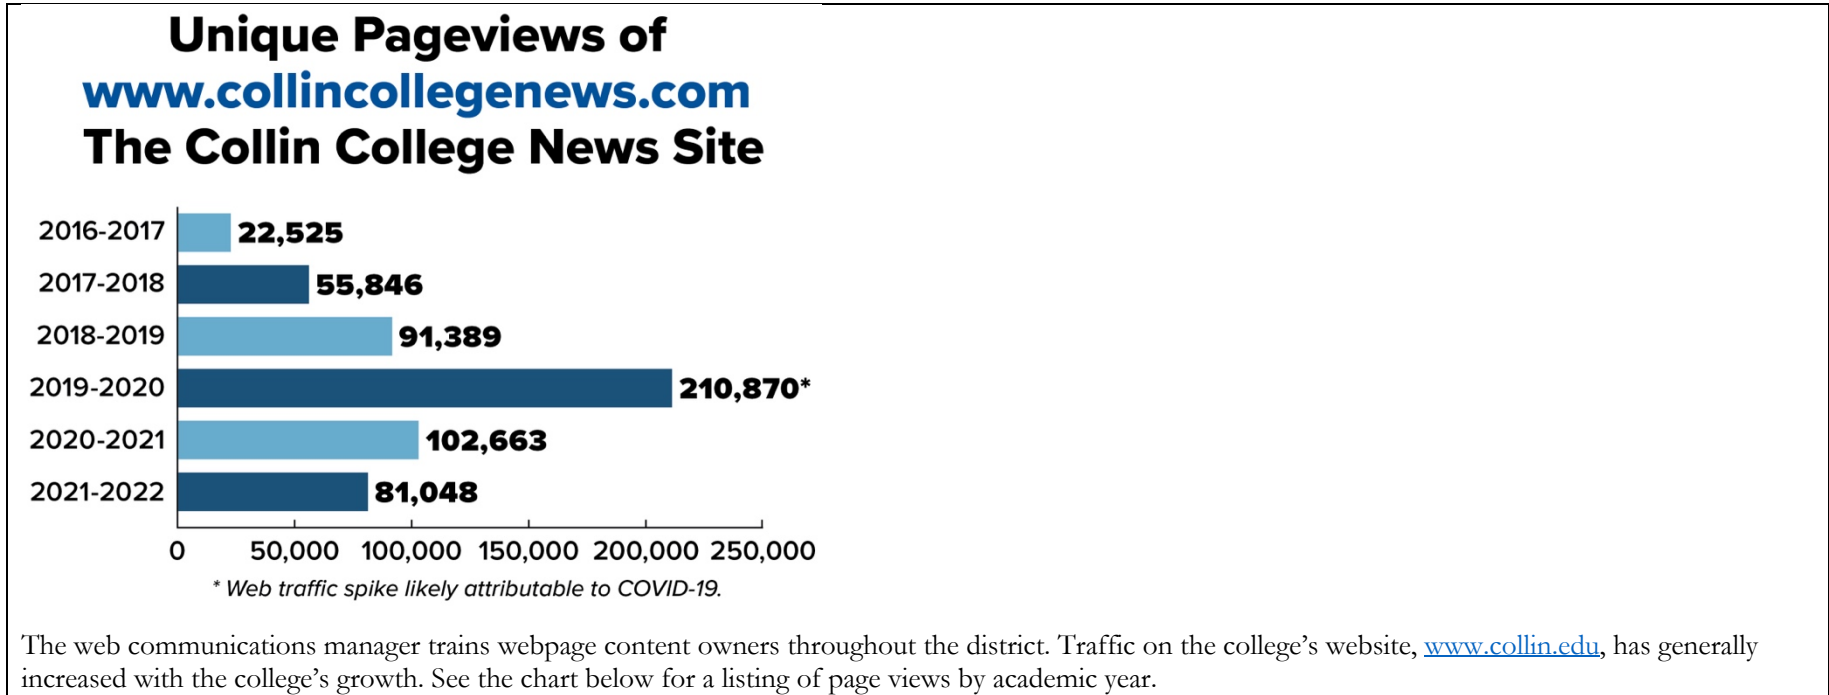 Unique Pageviews of
www.collincollegenews.com
The Collin College News Site
2016-2017 22,525
2017-2018 55,846
2018-2019 91,389
2019-2020 210,870*
2020-2021 102,663
2021-2022 81,048
0 50,000 100,000 150,000 200,000 250,000
* Web traffic spike likely attributable to COVID-19.
The web communications manager trains webpage content owners throughout the district. Traffic on the college’s website, www.collin.edu, has generally
increased with the college’s growth. See the chart below for a listing of page views by academic year.